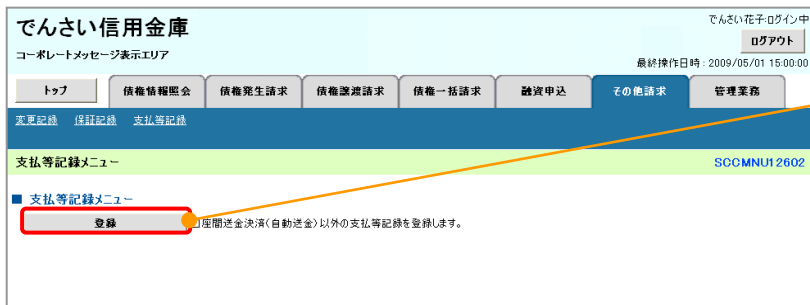 でんさい信用金庫
でんさい花子:ログイン中
コーポレートメッセージ表示エリア
ログアウト
最終操作日時：2009/05/01 15:00:00
トップ 債権情報照会 債権発生請求 債権譲渡請求 債権一括請求 融資申込 その他請求 管理業務
変更記録 保証記録 支払等記録
支払等記録メニュー SCCMNU12602
■ 支払等記録メニュー
登録 口座間送金決済(自動送金)以外の支払等記録を登録します。